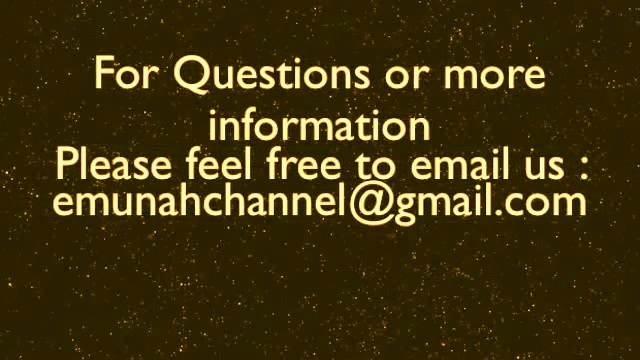 For Questions or more
information
Please feel free to email us :
emunahchannel@gmail.com